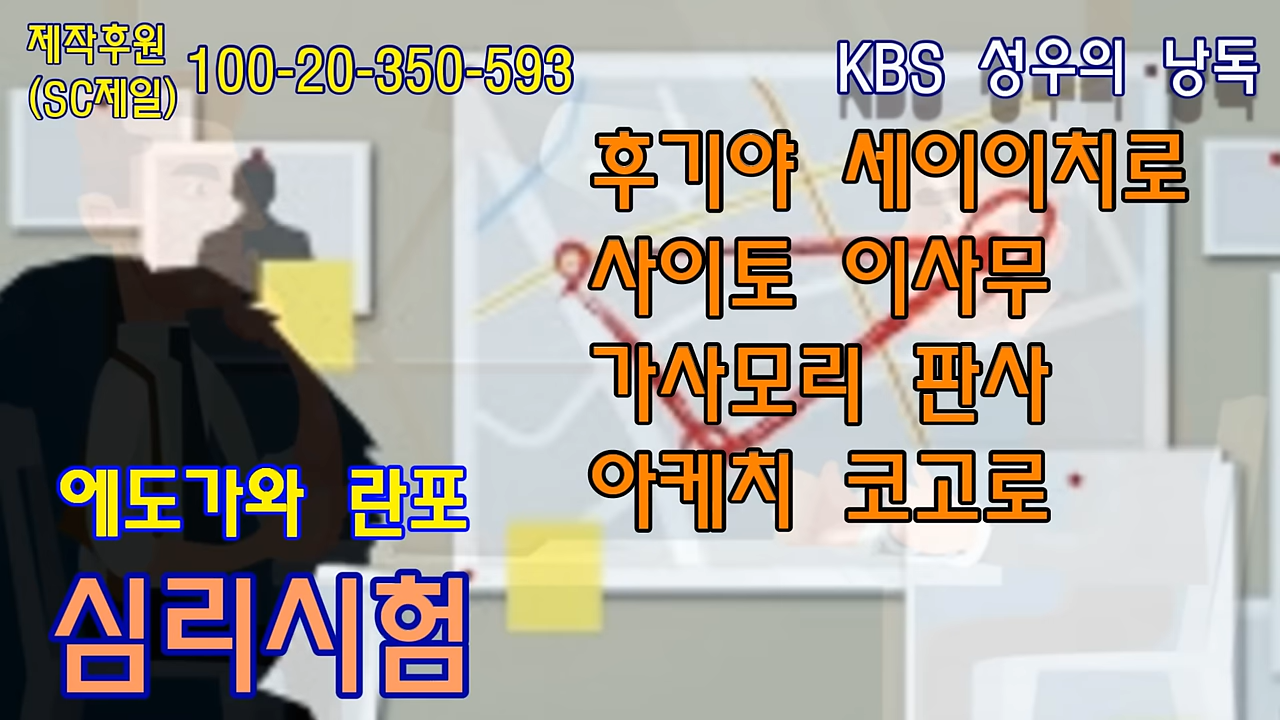 제작후원
(SC제일)
100-20-350-593
KBS 성우의 낭독
후기야 세이이치로
사이토 이사무
가사모리 판사
아케치 코고로
에도가와 란포
심리시험